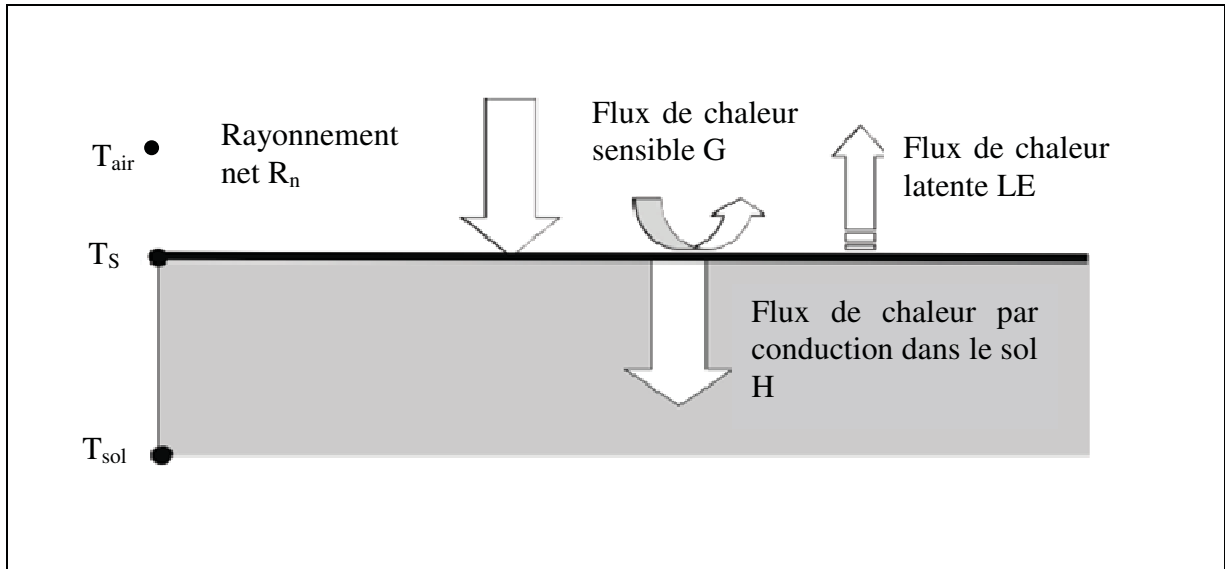 T_air
Rayonnement
net R_n
Flux de chaleur
sensible G
Flux de chaleur
latente LE
T_S
Flux de chaleur par
conduction dans le sol
H
T_sol